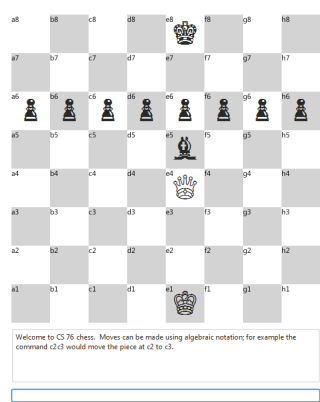 a8 b8 c8 d8 e8 f8 g8 h8
a7 b7 c7 d7 e7 f7 g7 h7
a6 b6 c6 d6 e6 f6 g6 h6
a5 b5 c5 d5 e5 f5 g5 h5
a4 b4 c4 d4 e4 f4 g4 h4
a3 b3 c3 d3 e3 f3 g3 h3
a2 b2 c2 d2 e2 f2 g2 h2
a1 b1 c1 d1 e1 f1 g1 h1
Welcome to CS 76 chess. Moves can be made using algebraic notation; for example the
command c2c3 would move the piece at c2 to c3.